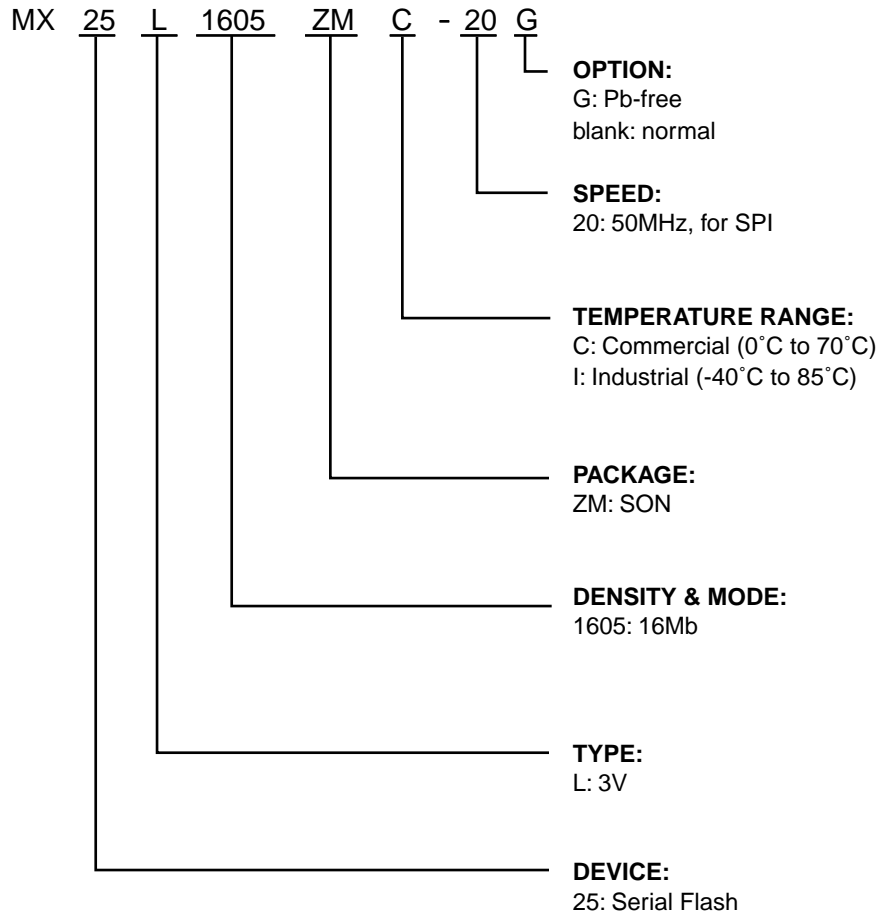 MX 25 L 1605 ZM C - 20 G
OPTION:
G: Pb-free
blank: normal
SPEED:
20: 50MHz, for SPI
TEMPERATURE RANGE:
C: Commercial (0˚C to 70˚C)
I: Industrial (-40˚C to 85˚C)
PACKAGE:
ZM: SON
DENSITY & MODE:
1605: 16Mb
TYPE:
L: 3V
DEVICE:
25: Serial Flash